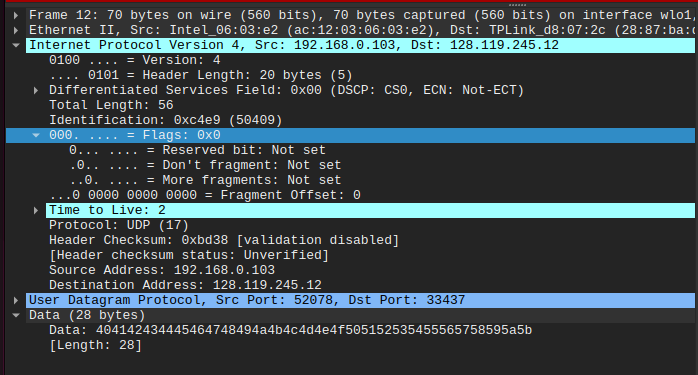 Frame 12: 70 bytes on wire (560 bits), 70 bytes captured (560 bits) on interface wlo1,
Ethernet II, Src: Intel_06:03:e2 (ac:12:03:06:03:e2), Dst: TPLink_d8:07:2c (28:87:ba:
Internet Protocol Version 4, Src: 192.168.0.103, Dst: 128.119.245.12
0100 .... = Version: 4
.... 0101 = Header Length: 20 bytes (5)
Differentiated Services Field: 0x00 (DSCP: CS0, ECN: Not-ECT)
Total Length: 56
Identification: 0xc4e9 (50409)
000. .... = Flags: 0x0
0... .... = Reserved bit: Not set
.0.. .... = Don't fragment: Not set
..0. .... = More fragments: Not set
...0 0000 0000 0000 = Fragment Offset: 0
Time to Live: 2
Protocol: UDP (17)
Header Checksum: 0xbd38 [validation disabled]
[Header checksum status: Unverified]
Source Address: 192.168.0.103
Destination Address: 128.119.245.12
User Datagram Protocol, Src Port: 52078, Dst Port: 33437
Data (28 bytes)
Data: 404142434445464748494a4b4c4d4e4f505152535455565758595a5b
[Length: 28]